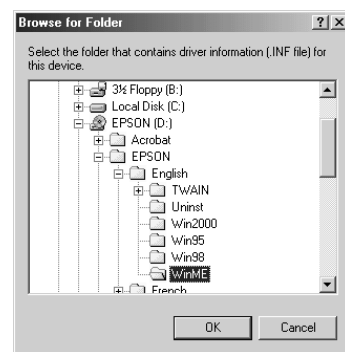 Browse for Folder
Select the folder that contains driver information (.INF file) for
this device.
3½ Floppy (B:)
Local Disk (C:)
EPSON (D:)
Acrobat
EPSON
English
TWAIN
Uninst
Win2000
Win95
Win98
WinME
French
OK Cancel